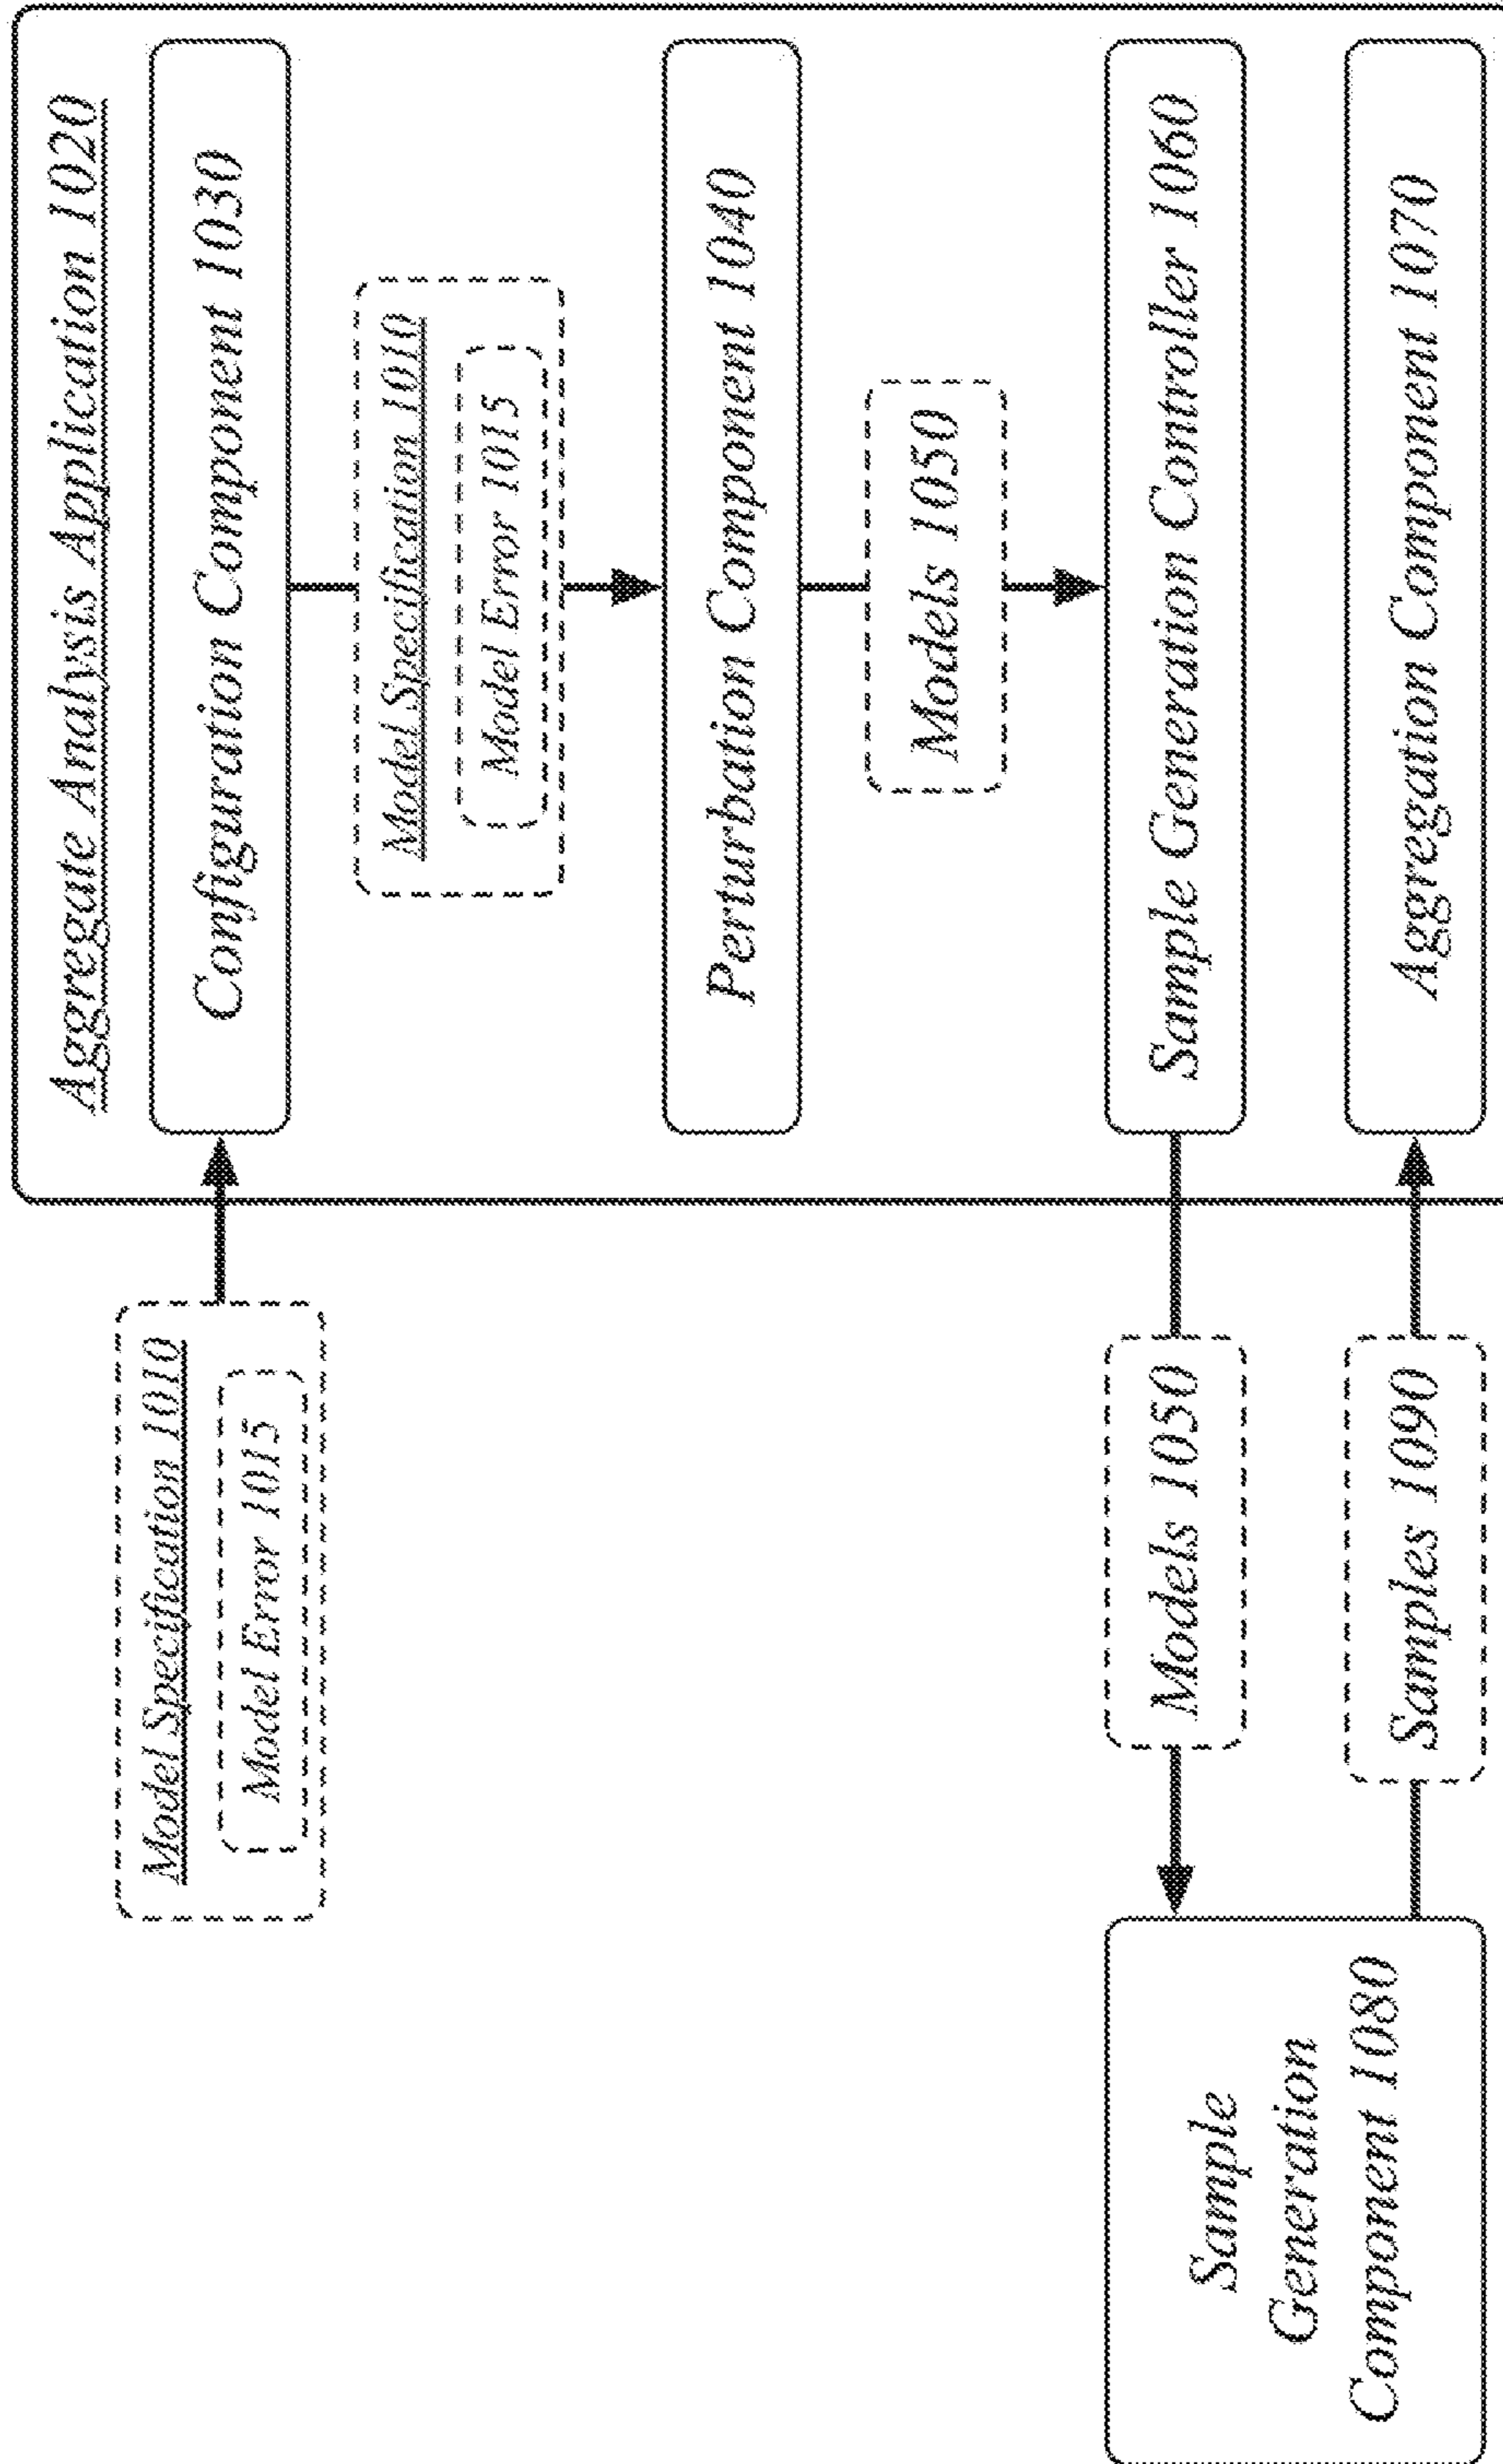 Aggregate Analysis Application 1020
Model Specification 1010
Model Error 1015
Configuration Component 1030
Model Specification 1010
Model Error 1015
Perturbation Component 1040
Models 1050
Sample
Generation
Component 1080
Models 1050
Sample Generation Controller 1060
Samples 1090
Aggregation Component 1070